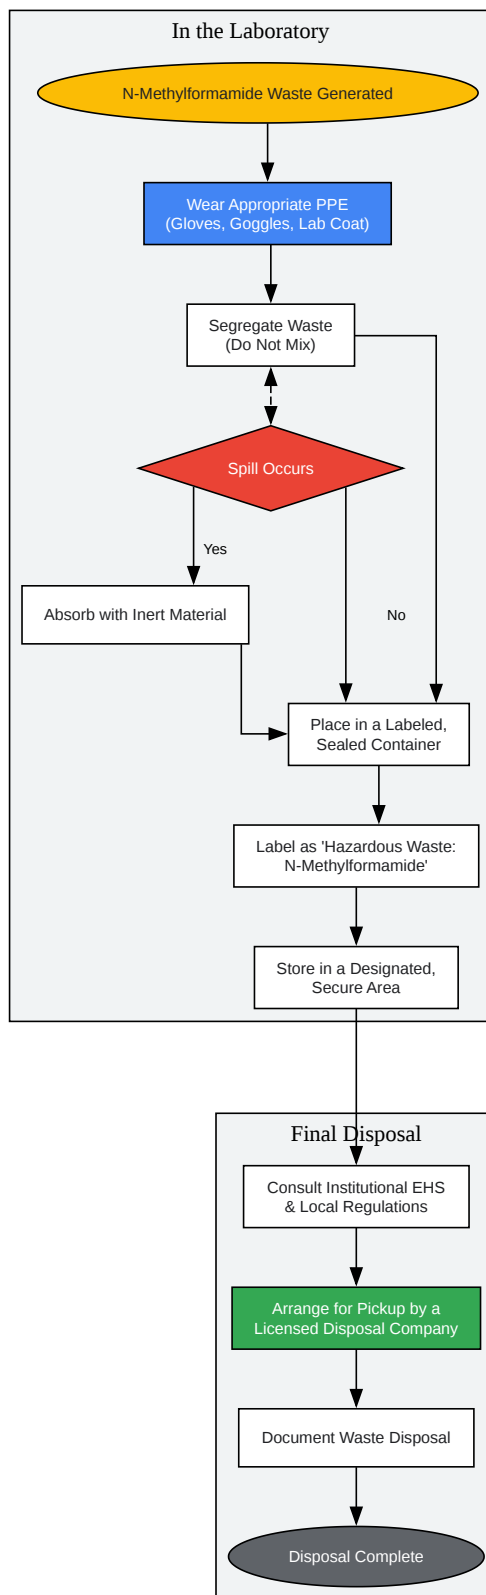 In the Laboratory
N-Methylformamide Waste Generated
Wear Appropriate PPE
(Gloves, Goggles, Lab Coat)
Segregate Waste
(Do Not Mix)
Spill Occurs
Yes
Absorb with Inert Material
No
Place in a Labeled,
Sealed Container
Label as 'Hazardous Waste:
N-Methylformamide'
Store in a Designated,
Secure Area
Final Disposal
Consult Institutional EHS
& Local Regulations
Arrange for Pickup by a
Licensed Disposal Company
Document Waste Disposal
Disposal Complete